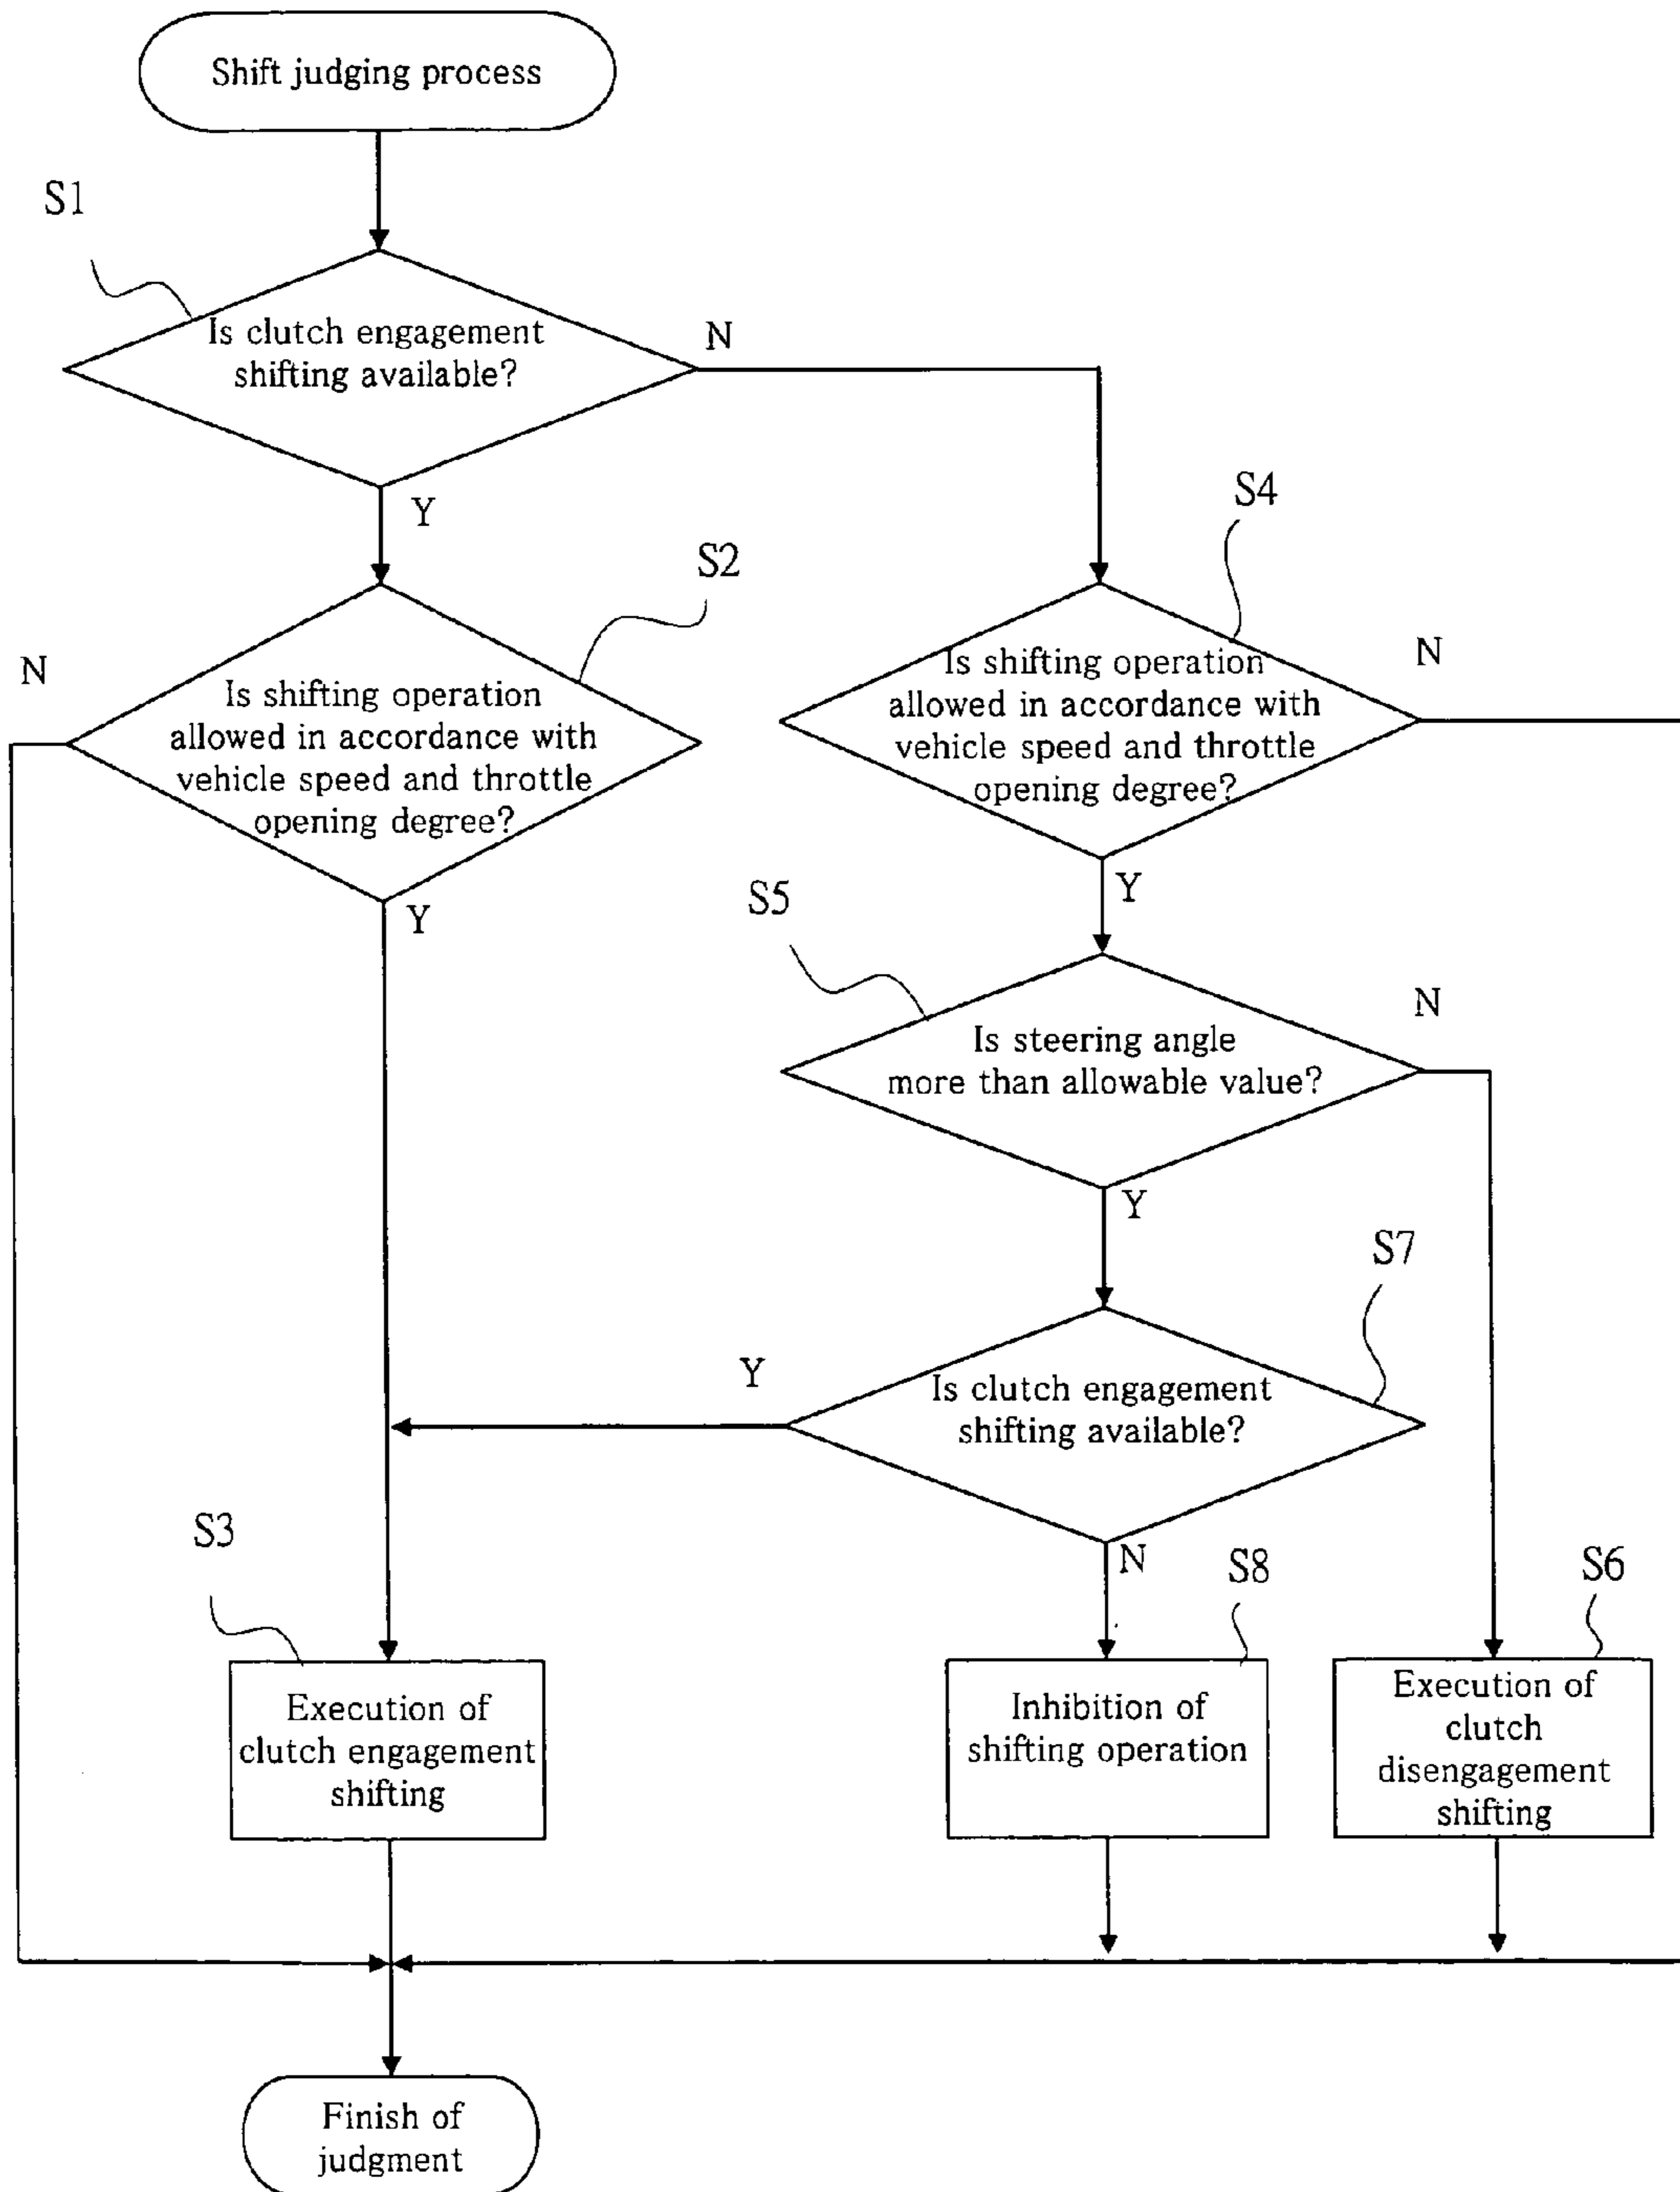 Shift judging process
S1
Is clutch engagement
shifting available?
N
Y
S2
N
Is shifting operation
allowed in accordance with
vehicle speed and throttle
opening degree?
Y
S4
Is shifting operation
allowed in accordance with
vehicle speed and throttle
opening degree?
N
Y
S5
Is steering angle
more than allowable value?
N
Y
S7
Is clutch engagement
shifting available?
Y
N
S3
Execution of
clutch engagement
shifting
S8
Inhibition of
shifting operation
S6
Execution of
clutch
disengagement
shifting
Finish of
judgment